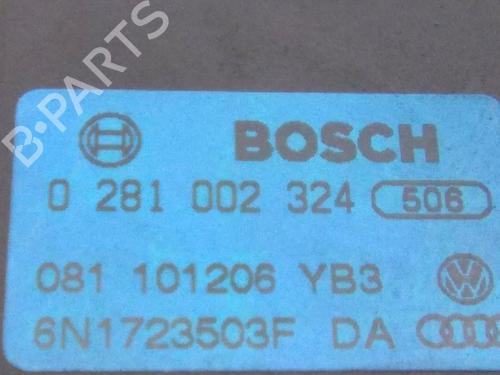 B·PARTS
BOSCH
0 281 002 324 506
081 101206 YB3
6N1723503F DA